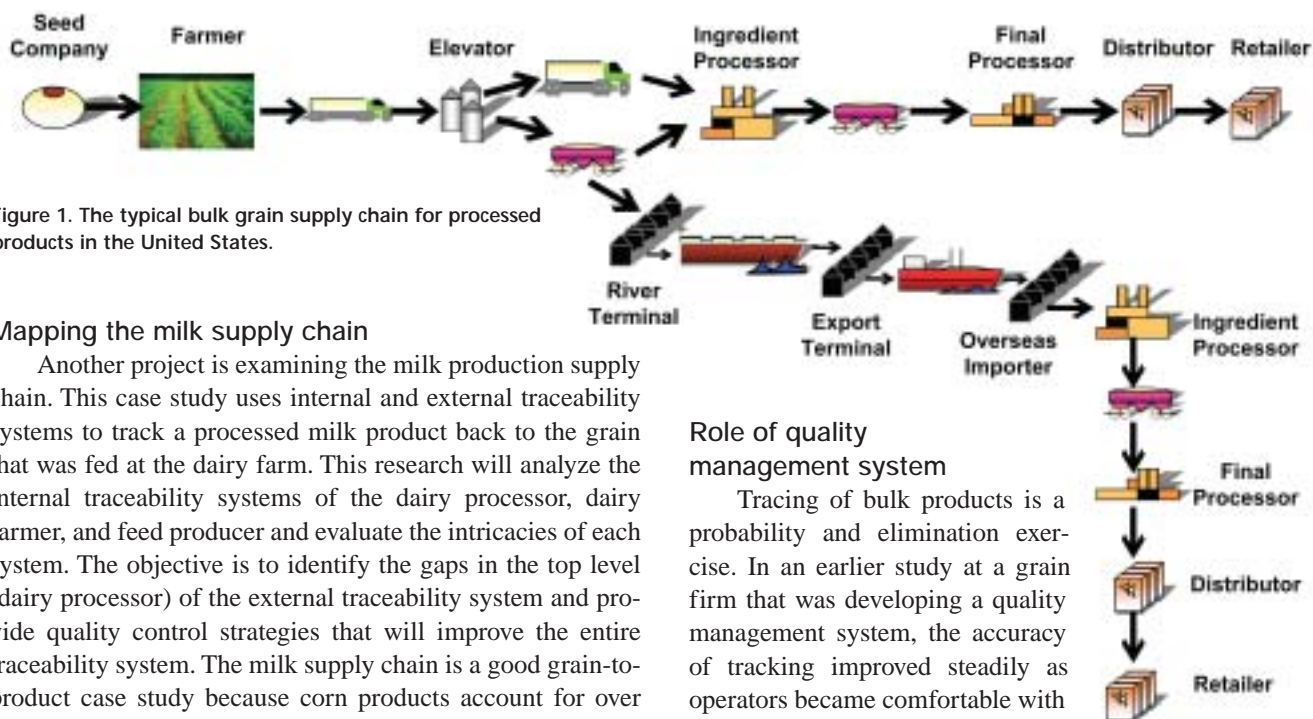 Seed
Company
Farmer
Elevator
Ingredient
Processor
Final
Processor
Distributor
Retailer
igure 1. The typical bulk grain supply chain for processed
products in the United States.
River
Terminal
Export
Terminal
Overseas
Importer
Ingredient
Processor
Final
Processor
Distributor
Retailer
Mapping the milk supply chain
Another project is examining the milk production supply
hain. This case study uses internal and external traceability
ystems to track a processed milk product back to the grain
hat was fed at the dairy farm. This research will analyze the
nternal traceability systems of the dairy processor, dairy
armer, and feed producer and evaluate the intricacies of each
ystem. The objective is to identify the gaps in the top level
dairy processor) of the external traceability system and pro-
ide quality control strategies that will improve the entire
raceability system. The milk supply chain is a good grain-to-
product case study because corn products account for over
Role of quality
management system
Tracing of bulk products is a
probability and elimination exer-
cise. In an earlier study at a grain
firm that was developing a quality
management system, the accuracy
of tracking improved steadily as
operators became comfortable with